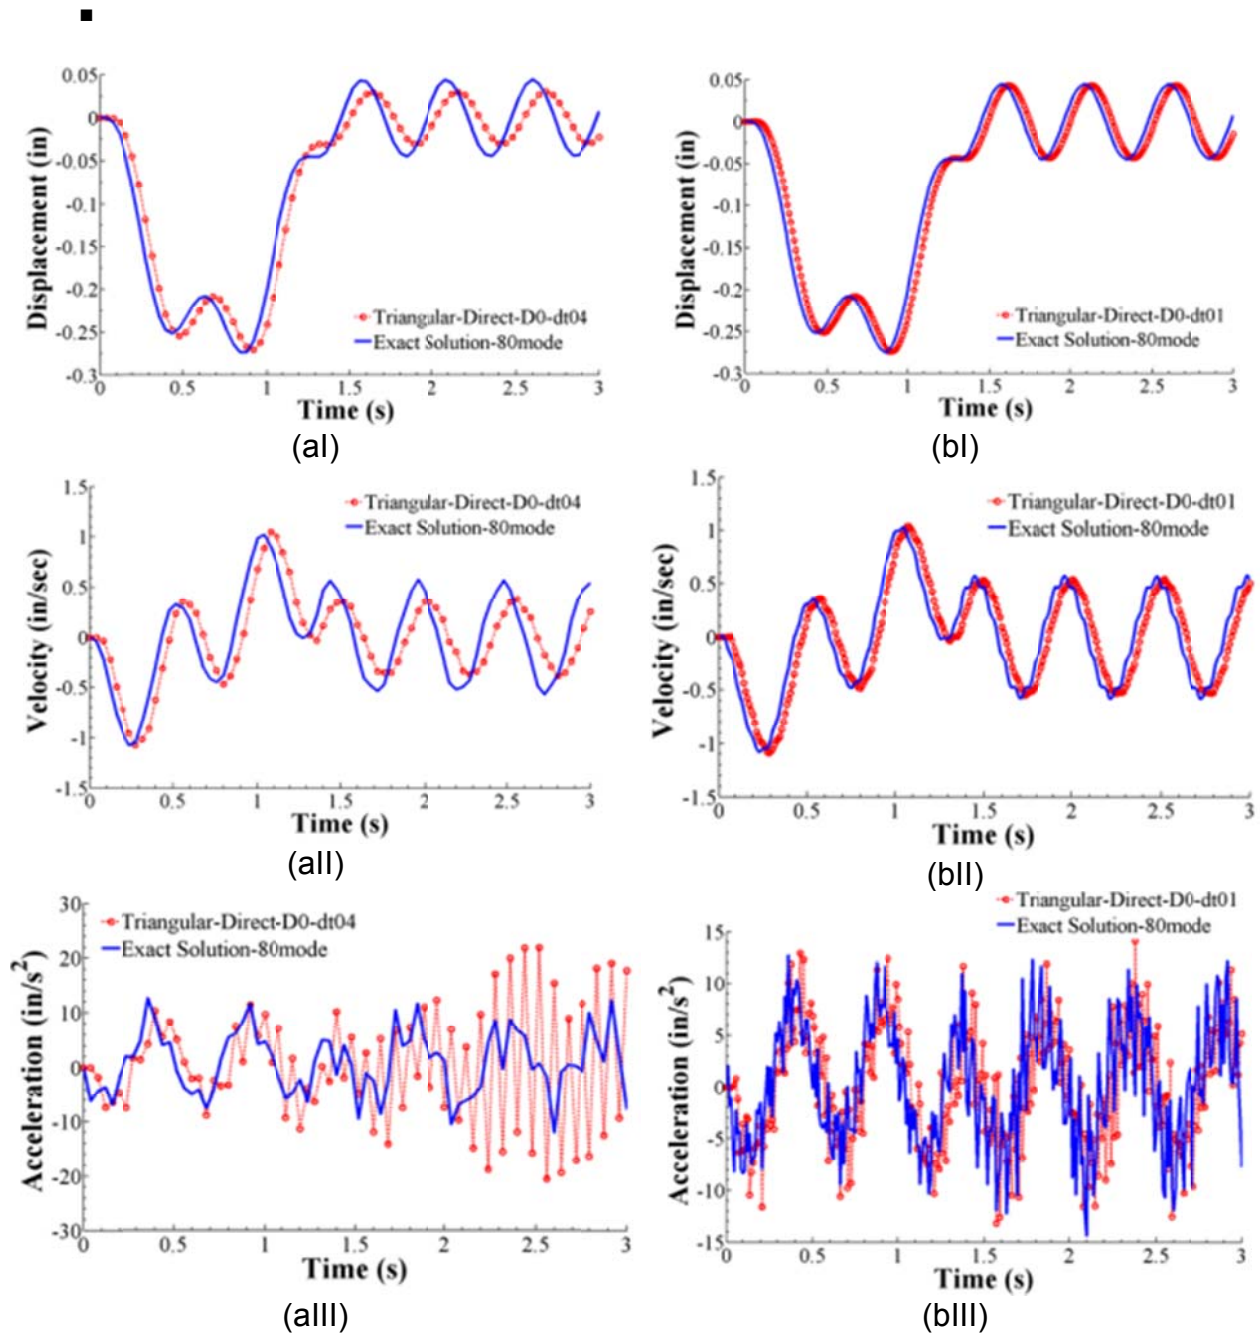 ▪
0.05
0
-0.05
-0.1
-0.15
-0.2
-0.25
-0.3
Displacement (in)
Triangular-Direct-D0-dt04
Exact Solution-80mode
0 0.5 1 1.5 2 2.5 3
Time (s)
(aI)
0.05
0
-0.05
-0.1
-0.15
-0.2
-0.25
-0.3
Displacement (in)
Triangular-Direct-D0-dt01
Exact Solution-80mode
0 0.5 1 1.5 2 2.5 3
Time (s)
(bI)
1.5
1
0.5
0
-0.5
-1
-1.5
Velocity (in/sec)
Triangular-Direct-D0-dt04
Exact Solution-80mode
0 0.5 1 1.5 2 2.5 3
Time (s)
(aII)
1.5
1
0.5
0
-0.5
-1
-1.5
Velocity (in/sec)
Triangular-Direct-D0-dt01
Exact Solution-80mode
0 0.5 1 1.5 2 2.5 3
Time (s)
(bII)
30
20
10
0
-10
-20
-30
Acceleration (in/s²)
Triangular-Direct-D0-dt04
Exact Solution-80mode
0 0.5 1 1.5 2 2.5 3
Time (s)
(aIII)
15
10
5
0
-5
-10
-15
Acceleration (in/s²)
Triangular-Direct-D0-dt01
Exact Solution-80mode
0 0.5 1 1.5 2 2.5 3
Time (s)
(bIII)